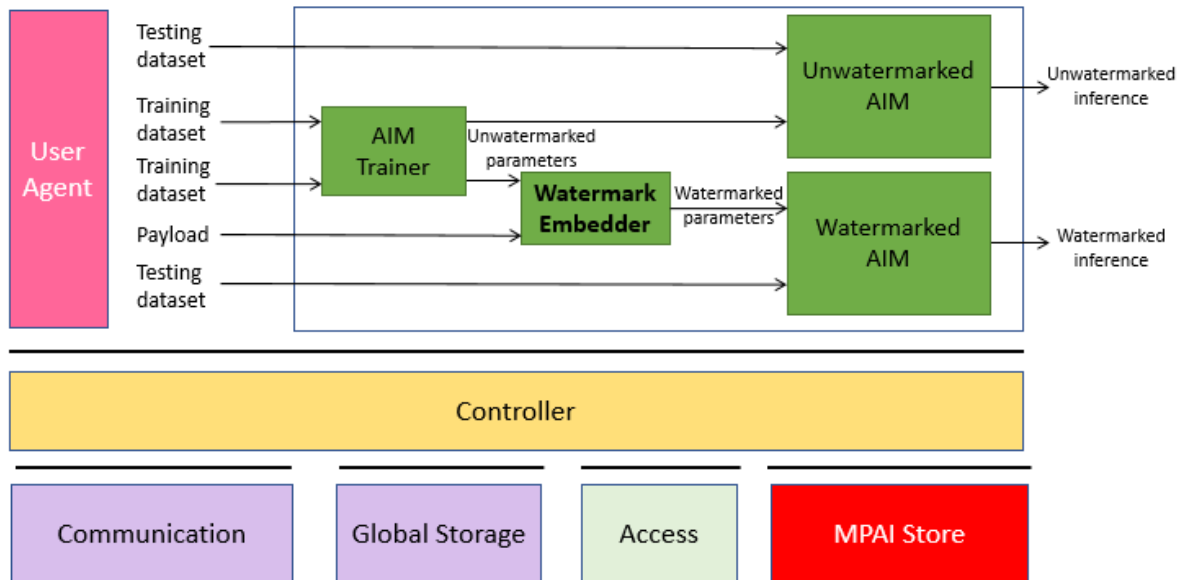 Testing
dataset
Training
dataset
Training
dataset
Payload
Testing
dataset
User
Agent
AIM
Trainer
Unwatermarked
parameters
Watermark
Embedder
Watermarked
parameters
Unwatermarked
AIM
Watermarked
AIM
Unwatermarked
inference
Watermarked
inference
Controller
Communication
Global Storage
Access
MPAI Store